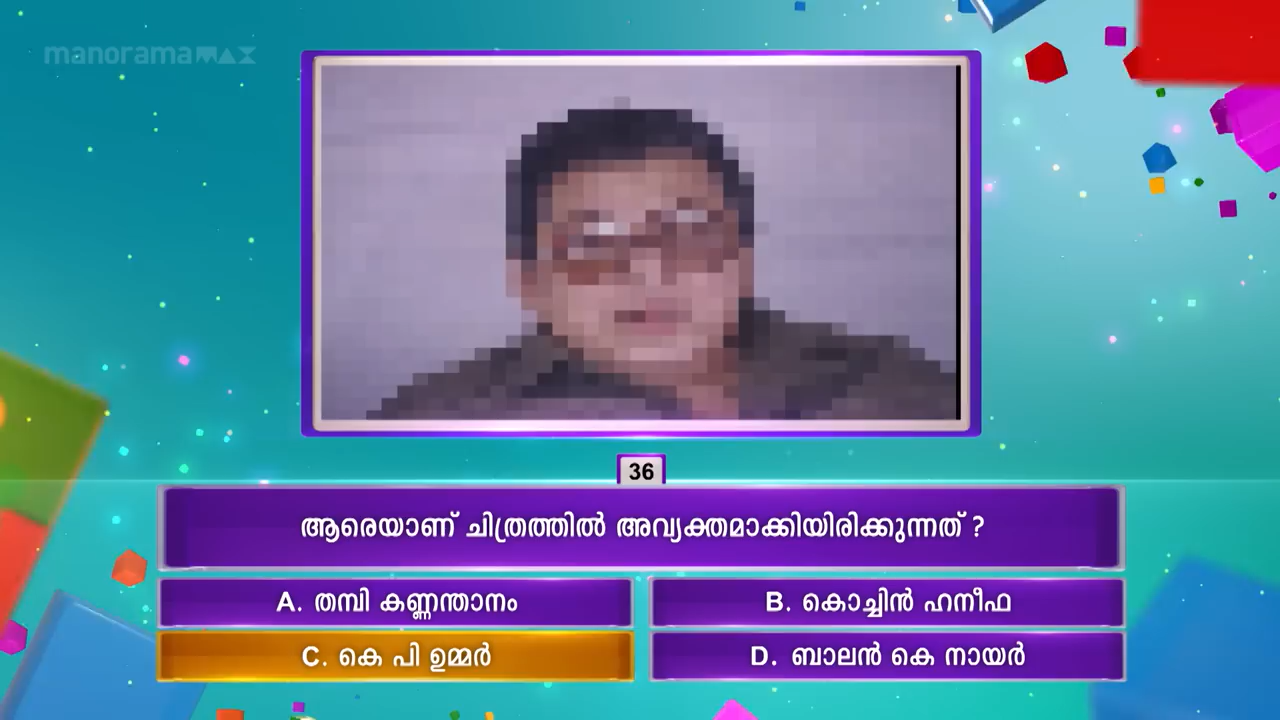 manoramaMAX
36
ആരെയാണ് ചിത്രത്തിൽ അവ്യക്തമാക്കിയിരിക്കുന്നത് ?
A. തമ്പി കണ്ണന്താനം
B. കൊച്ചിൻ ഹനീഫ
C. കെ പി ഉമ്മർ
D. ബാലൻ കെ നായർ